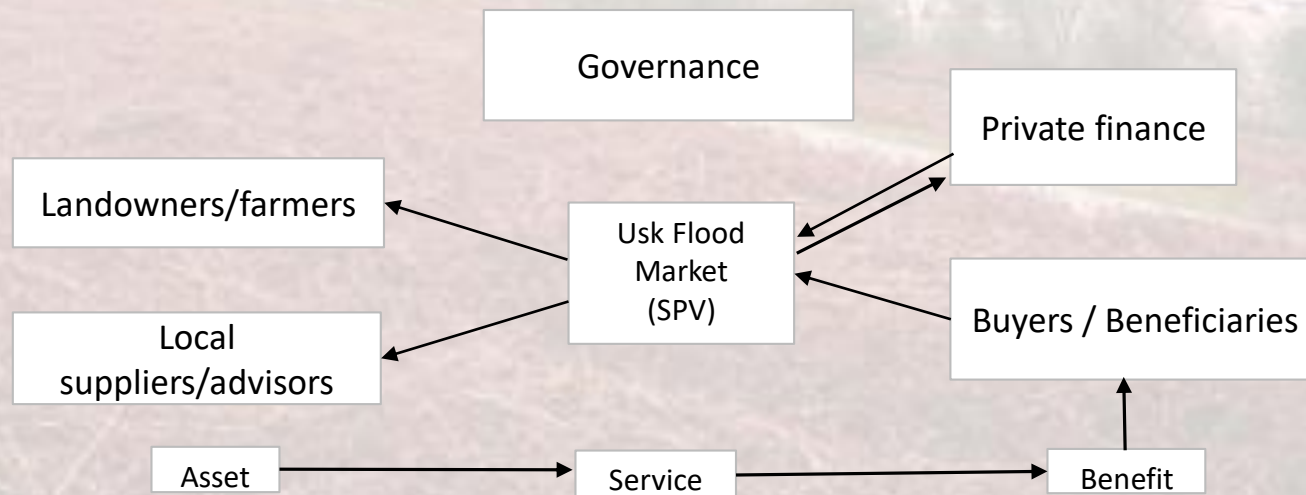 Governance
Private finance
Landowners/farmers
Usk Flood
Market
(SPV)
Buyers / Beneficiaries
Local
suppliers/advisors
Asset
Service
Benefit